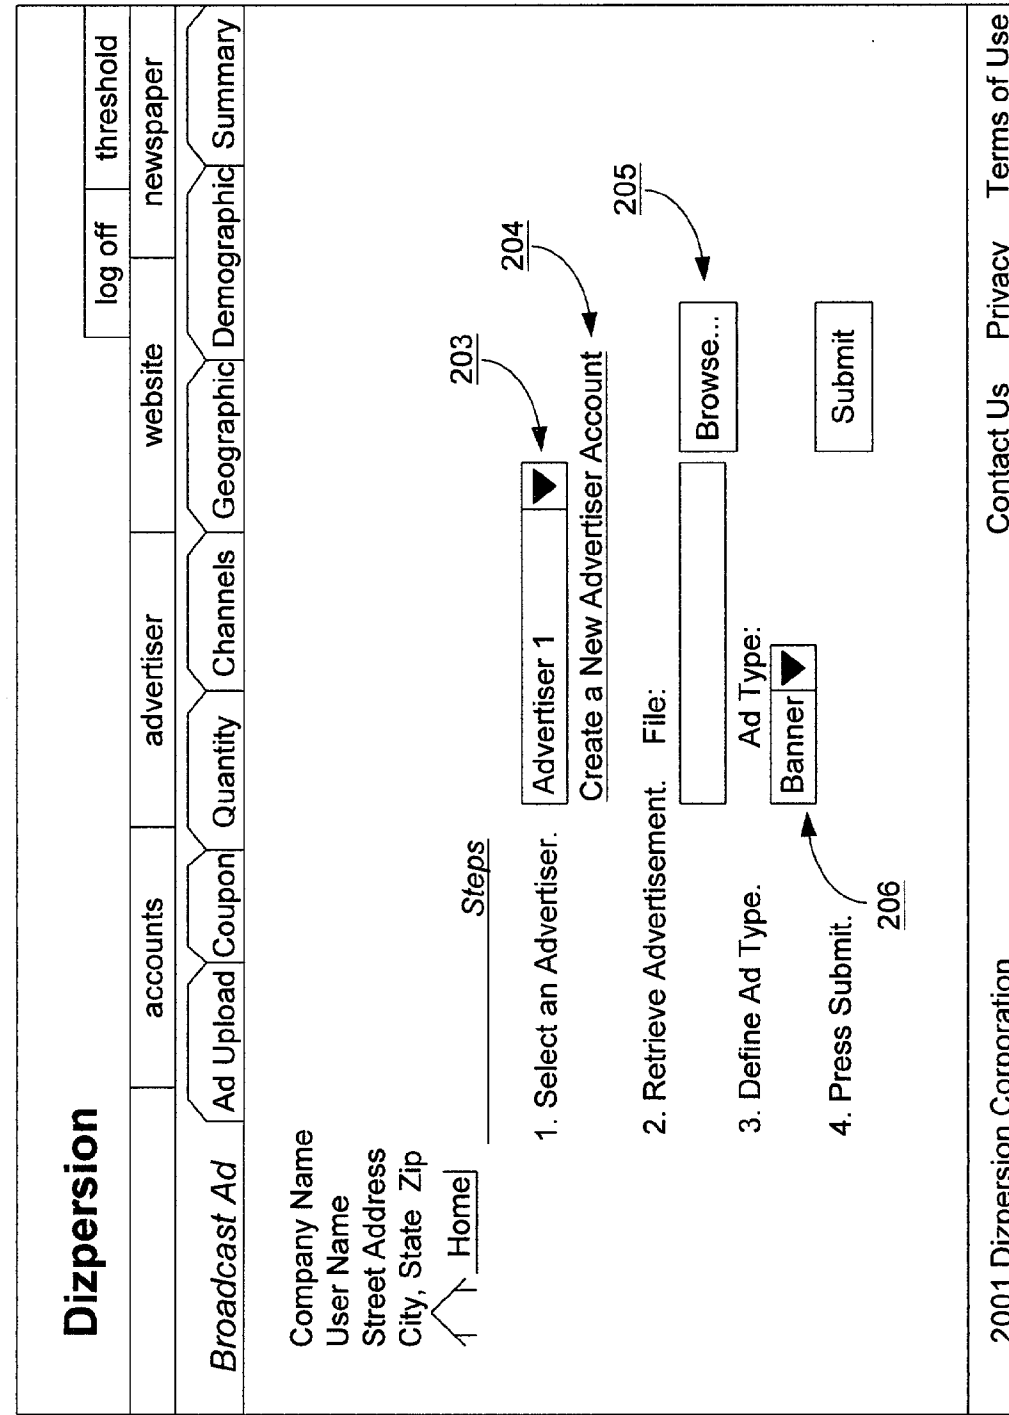 Dizpersion
log off threshold
accounts advertiser website newspaper
Broadcast Ad Ad Upload Coupon Quantity Channels Geographic Demographic Summary
Company Name
User Name
Street Address
City, State Zip
Home
Steps
1. Select an Advertiser. Advertiser 1
203
Create a New Advertiser Account
204
2. Retrieve Advertisement. File:
Browse...
205
3. Define Ad Type. Ad Type:
Banner
206
4. Press Submit. Submit
2001 Dizpersion Corporation Contact Us Privacy Terms of Use